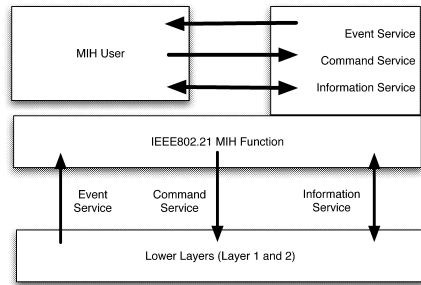 MIH User
Event Service
Command Service
Information Service
IEEE802.21 MIH Function
Event
Service
Command
Service
Information
Service
Lower Layers (Layer 1 and 2)